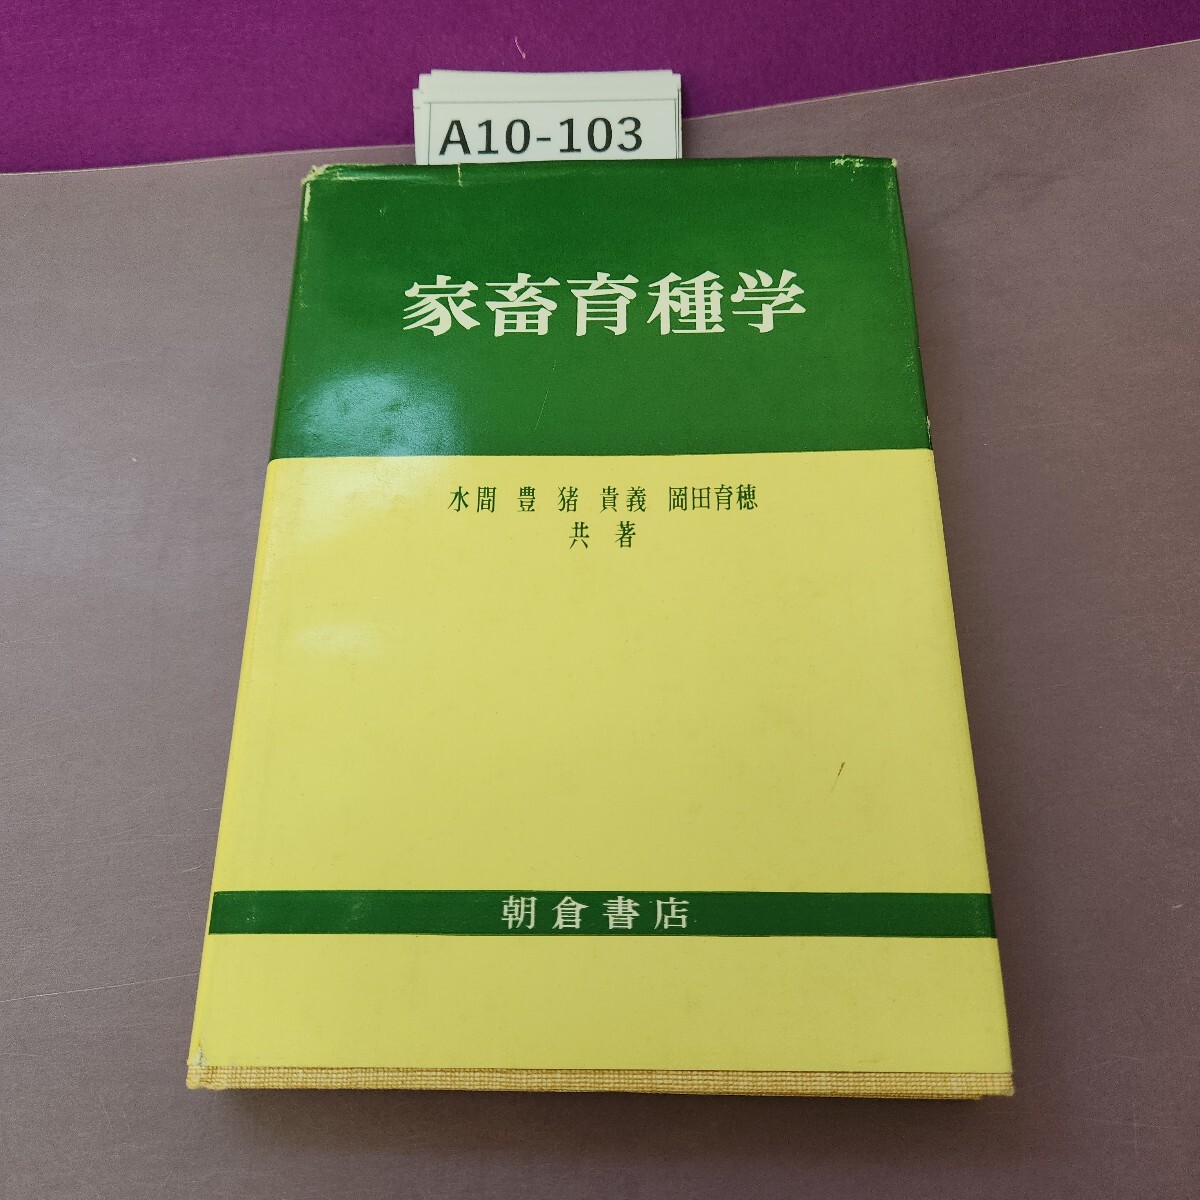 A10-103
家畜育種学
水間 豊 猪 貴義 岡田育穂
共 著
朝倉書店